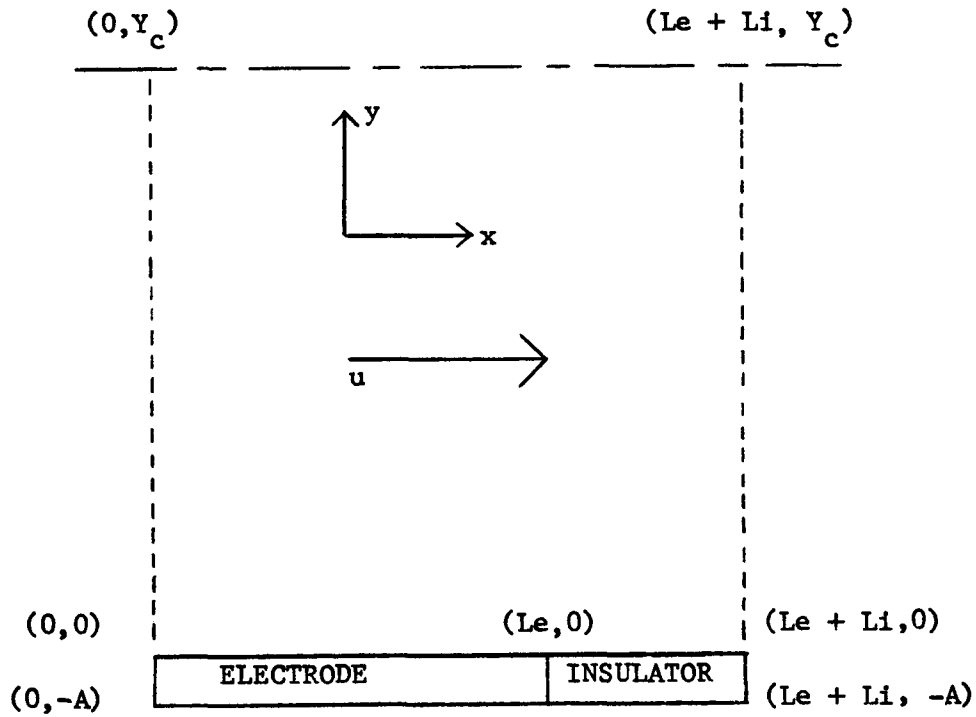 (0,Y_c) (Le + Li, Y_c)
y
x
u
(0,0) (Le,0) (Le + Li,0)
ELECTRODE INSULATOR
(0,-A) (Le + Li, -A)